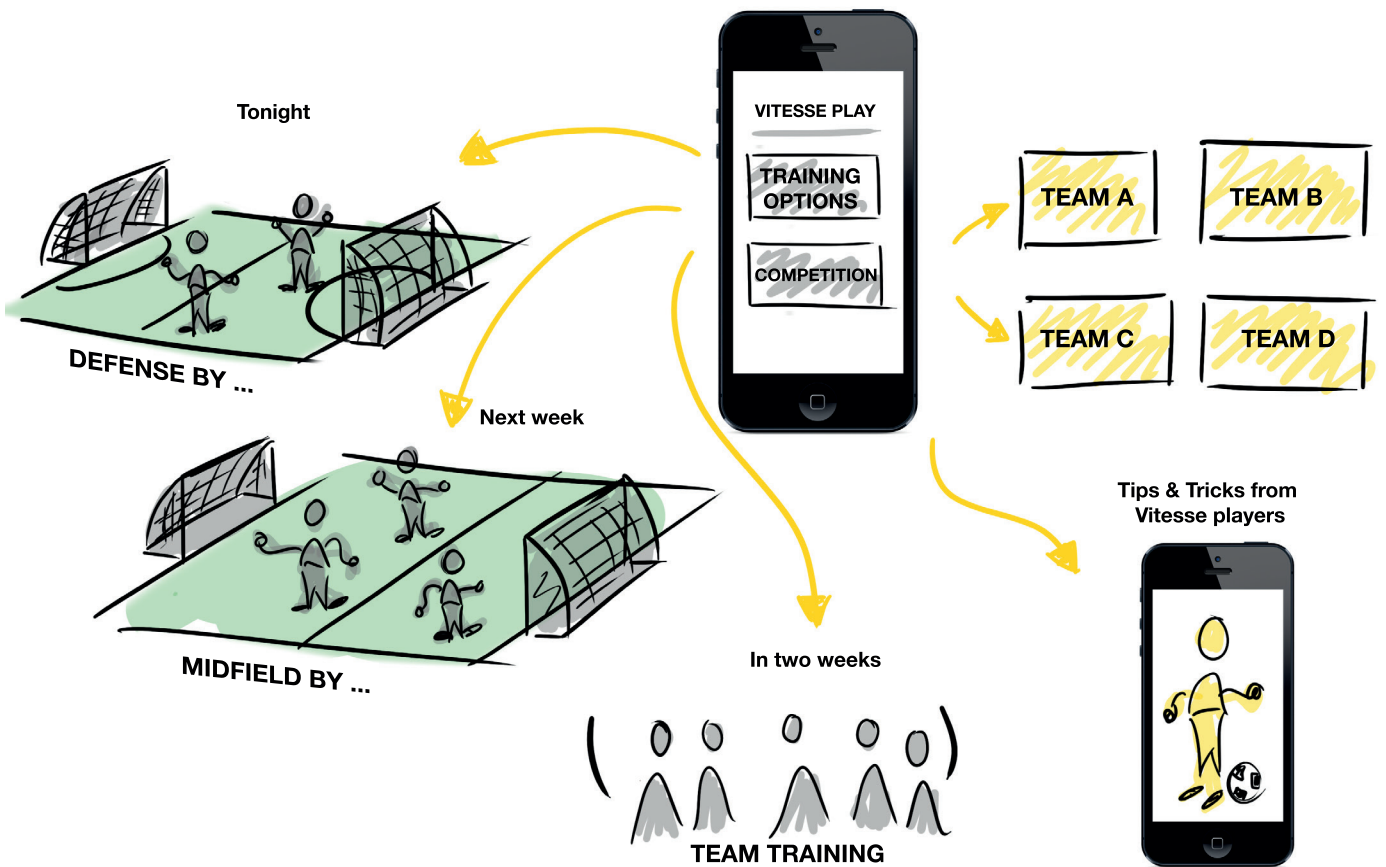 Tonight
DEFENSE BY ...
Next week
MIDFIELD BY ...
VITESSE PLAY
TRAINING
OPTIONS
COMPETITION
TEAM A
TEAM B
TEAM C
TEAM D
In two weeks
TEAM TRAINING
Tips & Tricks from
Vitesse players